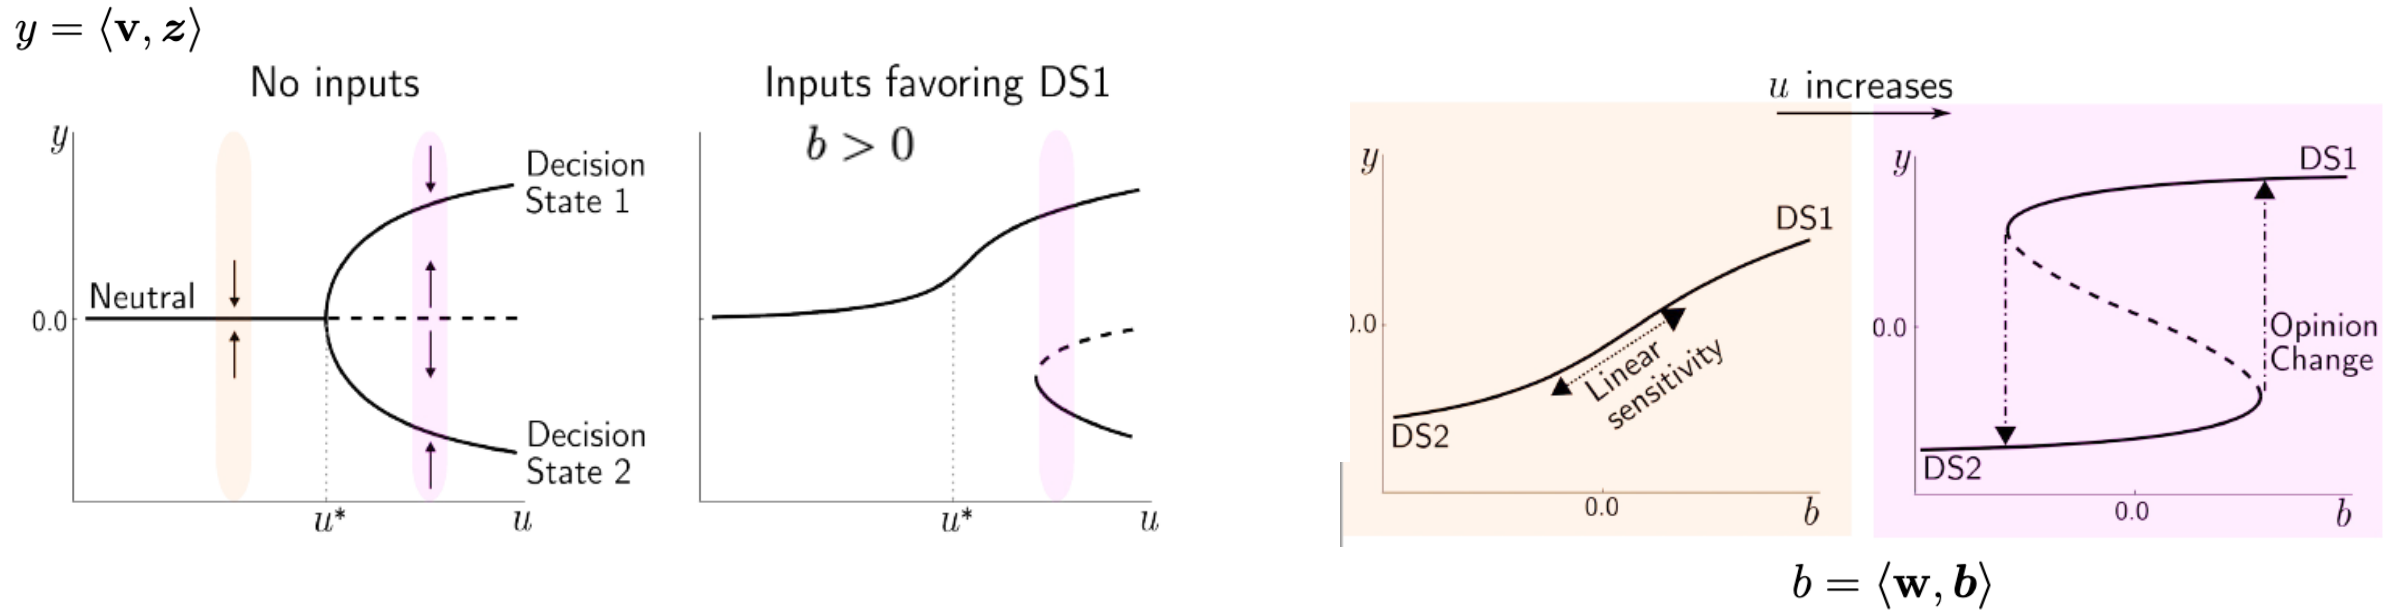 y = ⟨v, z⟩
No inputs
y
0.0
Neutral
Decision
State 1
Decision
State 2
u*
u
Inputs favoring DS1
b > 0
u*
u
u increases
y
0.0
DS1
DS2
Linear
sensitivity
0.0
b
y
0.0
DS1
DS2
Opinion
Change
0.0
b
b = ⟨w, b⟩